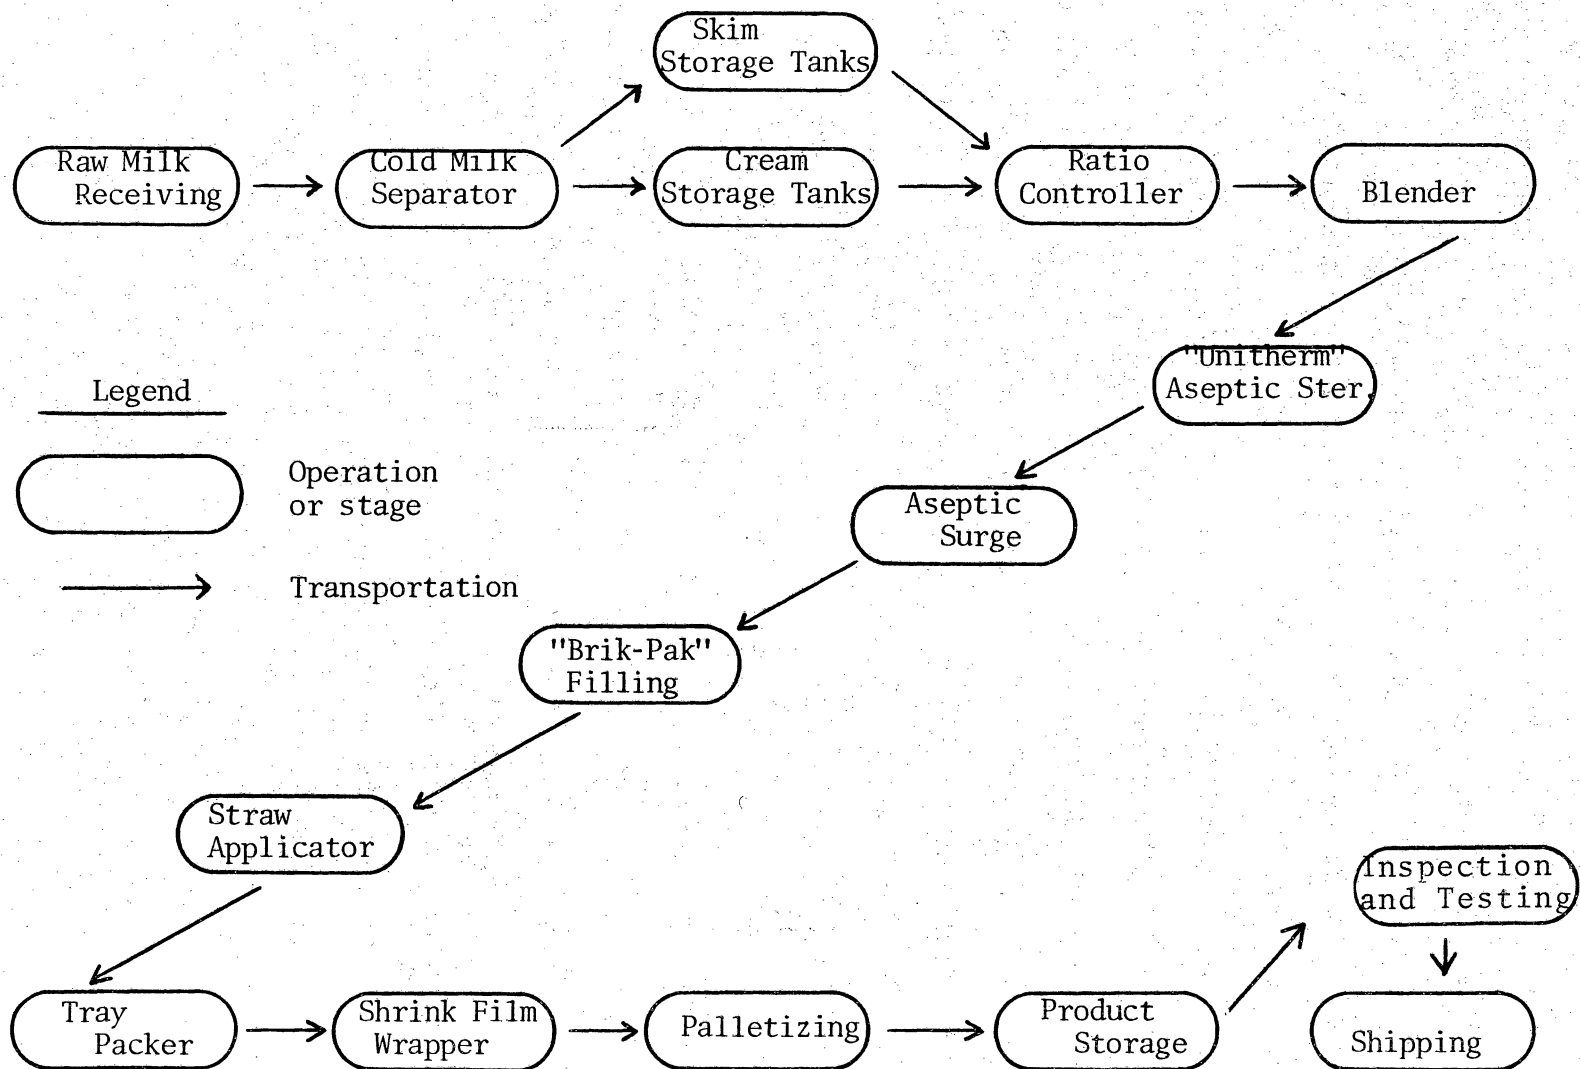 Skim
Storage Tanks
Raw Milk
Receiving
Cold Milk
Separator
Cream
Storage Tanks
Ratio
Controller
Blender
"Unitherm"
Aseptic Ster.
Legend
Operation
or stage
Transportation
Aseptic
Surge
"Brik-Pak"
Filling
Straw
Applicator
Inspection
and Testing
Tray
Packer
Shrink Film
Wrapper
Palletizing
Product
Storage
Shipping